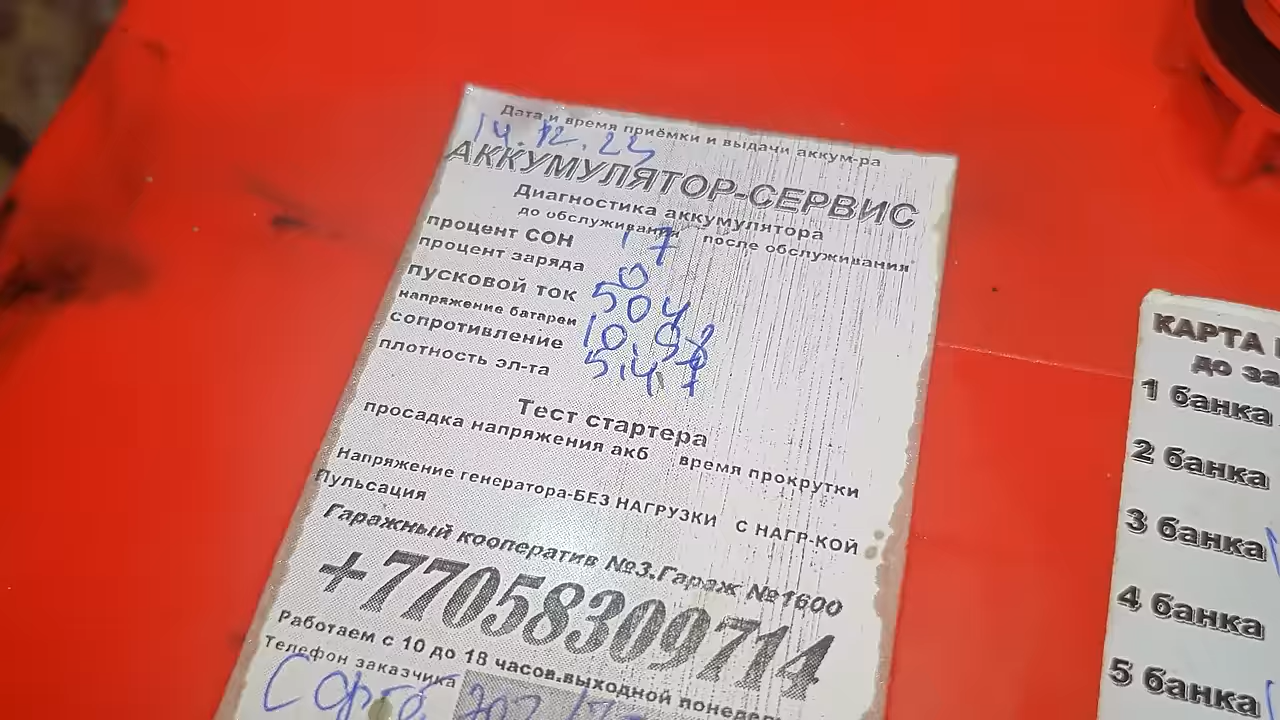 Дата и время приёмки и выдачи аккум-ра
14.12.23
АККУМУЛЯТОР-СЕРВИС
Диагностика аккумулятора
до обслуживания после обслуживания
процент СОН 17
процент заряда 0
пусковой ток 504
напряжение батареи 10.98
сопротивление 5.47
плотность эл-та
Тест стартера
просадка напряжения акб время прокрутки
Напряжение генератора-БЕЗ НАГРУЗКИ С НАГР-КОЙ
Пульсация
Гаражный кооператив №3.Гараж №1600
+77058309714
Работаем с 10 до 18 часов.выходной понедел
Телефон заказчика
КАРТА
до за
1 банка
2 банка
3 банка
4 банка
5 банка